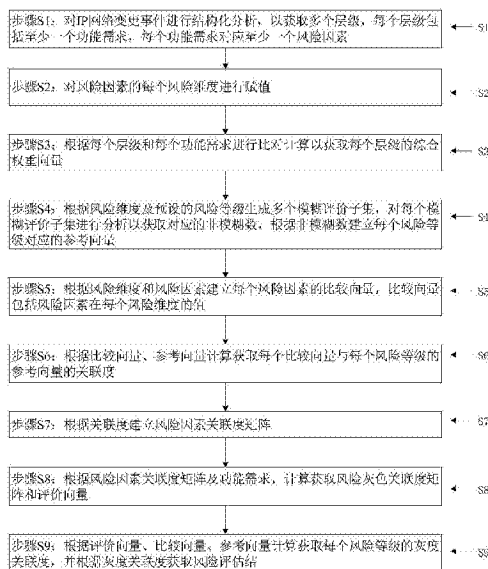 步骤S1：对IP网络变更事件进行结构化分析，以获取多个层级，每个层级包
括至少一个功能需求，每个功能需求对应至少一个风险因素
S1
步骤S2：对风险因素的每个风险维度进行赋值
S2
步骤S3：根据每个层级和每个功能需求进行比对计算以获取每个层级的综合
权重向量
S3
步骤S4：根据风险维度及预设的风险等级生成多个模糊评价子集，对每个模
糊评价子集进行分析以获取对应的非模糊数，根据非模糊数建立每个风险等
级对应的参考向量
S4
步骤S5：根据风险维度和风险因素建立每个风险因素的比较向量，比较向量
包括风险因素在每个风险维度的值
S5
步骤S6：根据比较向量、参考向量计算获取每个比较向量与每个风险等级的
参考向量的关联度
S6
步骤S7：根据关联度建立风险因素关联度矩阵
S7
步骤S8：根据风险因素关联度矩阵及功能需求，计算获取风险灰色关联度矩
阵和评价向量
S8
步骤S9：根据评价向量、比较向量、参考向量计算获取每个风险等级的灰度
关联度，并根据灰度关联度获取风险评估结
S9